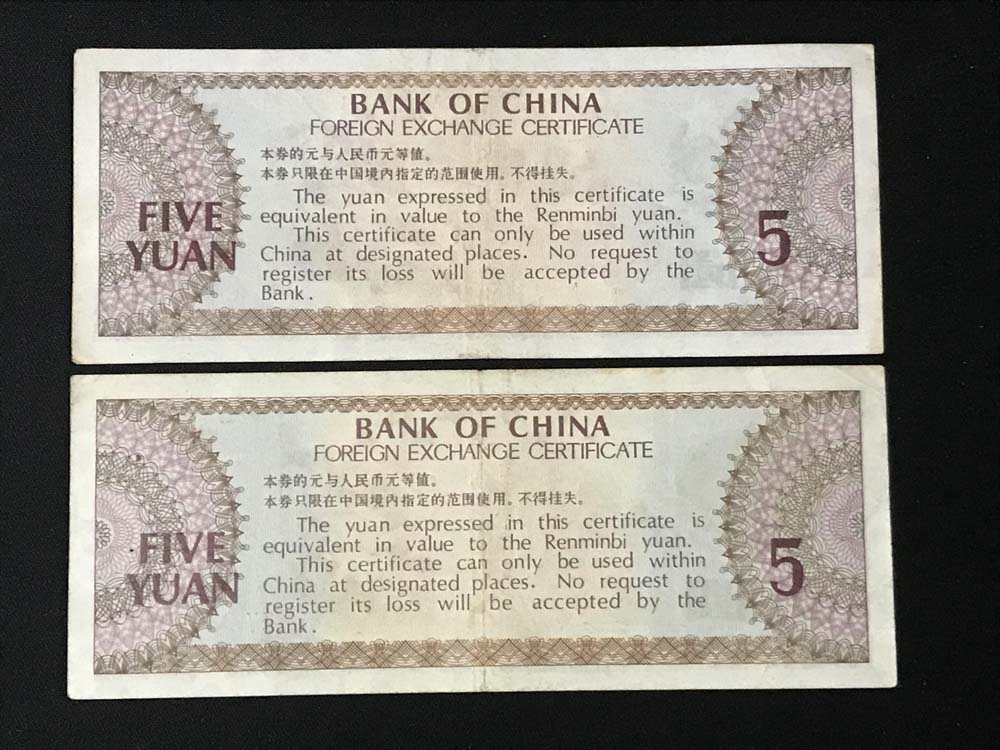 BANK OF CHINA
FOREIGN EXCHANGE CERTIFICATE
本券的元与人民币元等值。
本券只限在中国境内指定的范围使用。不得挂失。
The yuan expressed in this certificate is
equivalent in value to the Renminbi yuan.
This certificate can only be used within
China at designated places. No request to
register its loss will be accepted by the
Bank.
FIVE
YUAN
5
BANK OF CHINA
FOREIGN EXCHANGE CERTIFICATE
本券的元与人民币元等值。
本券只限在中国境内指定的范围使用。不得挂失。
The yuan expressed in this certificate is
equivalent in value to the Renminbi yuan.
This certificate can only be used within
China at designated places. No request to
register its loss will be accepted by the
Bank.
FIVE
YUAN
5